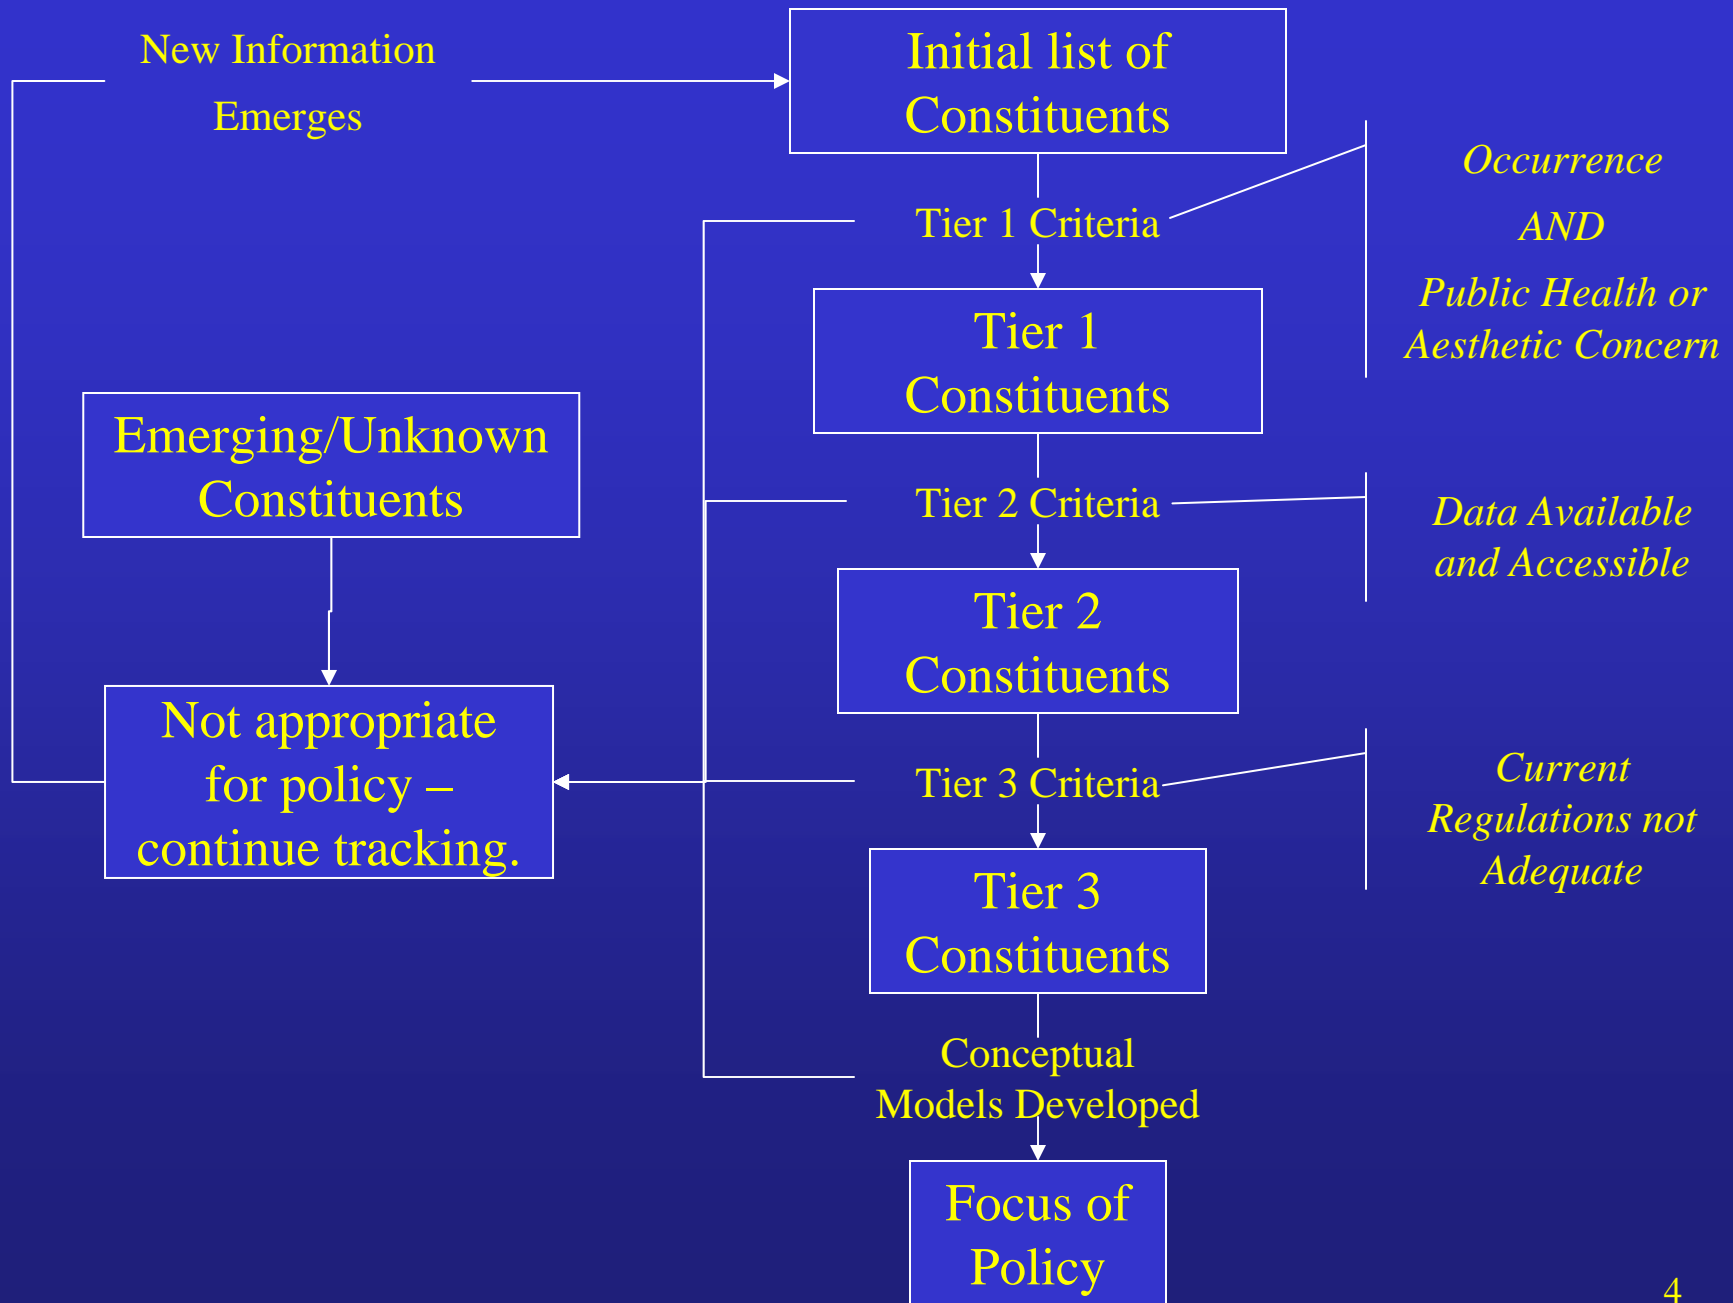 New Information
Emerges
Initial list of
Constituents
Tier 1 Criteria
Occurrence
AND
Public Health or
Aesthetic Concern
Tier 1
Constituents
Emerging/Unknown
Constituents
Tier 2 Criteria
Data Available
and Accessible
Tier 2
Constituents
Not appropriate
for policy –
continue tracking.
Tier 3 Criteria
Current
Regulations not
Adequate
Tier 3
Constituents
Conceptual
Models Developed
Focus of
Policy
4